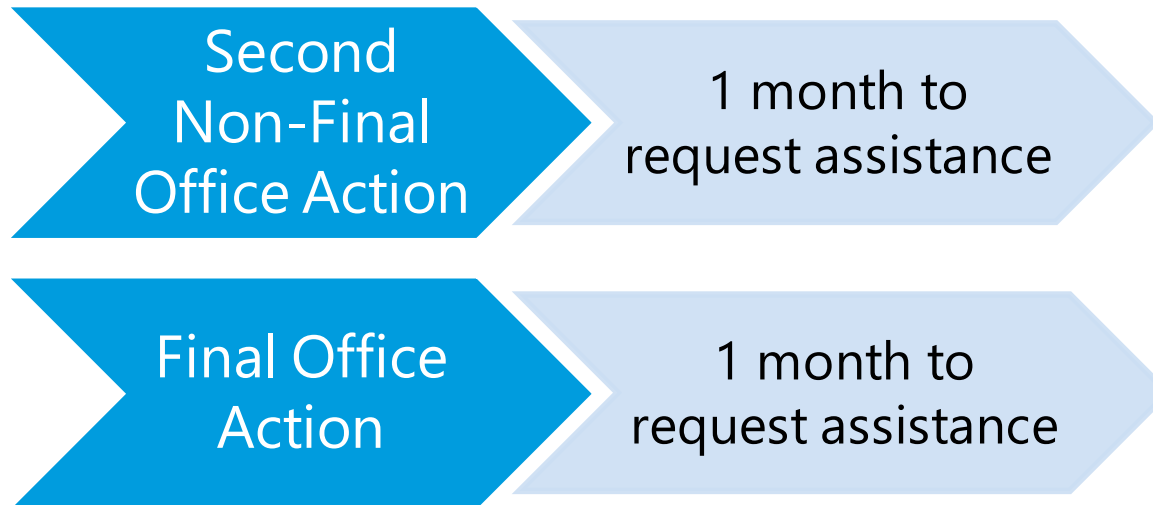 Second
Non-Final
Office Action
1 month to
request assistance
Final Office
Action
1 month to
request assistance